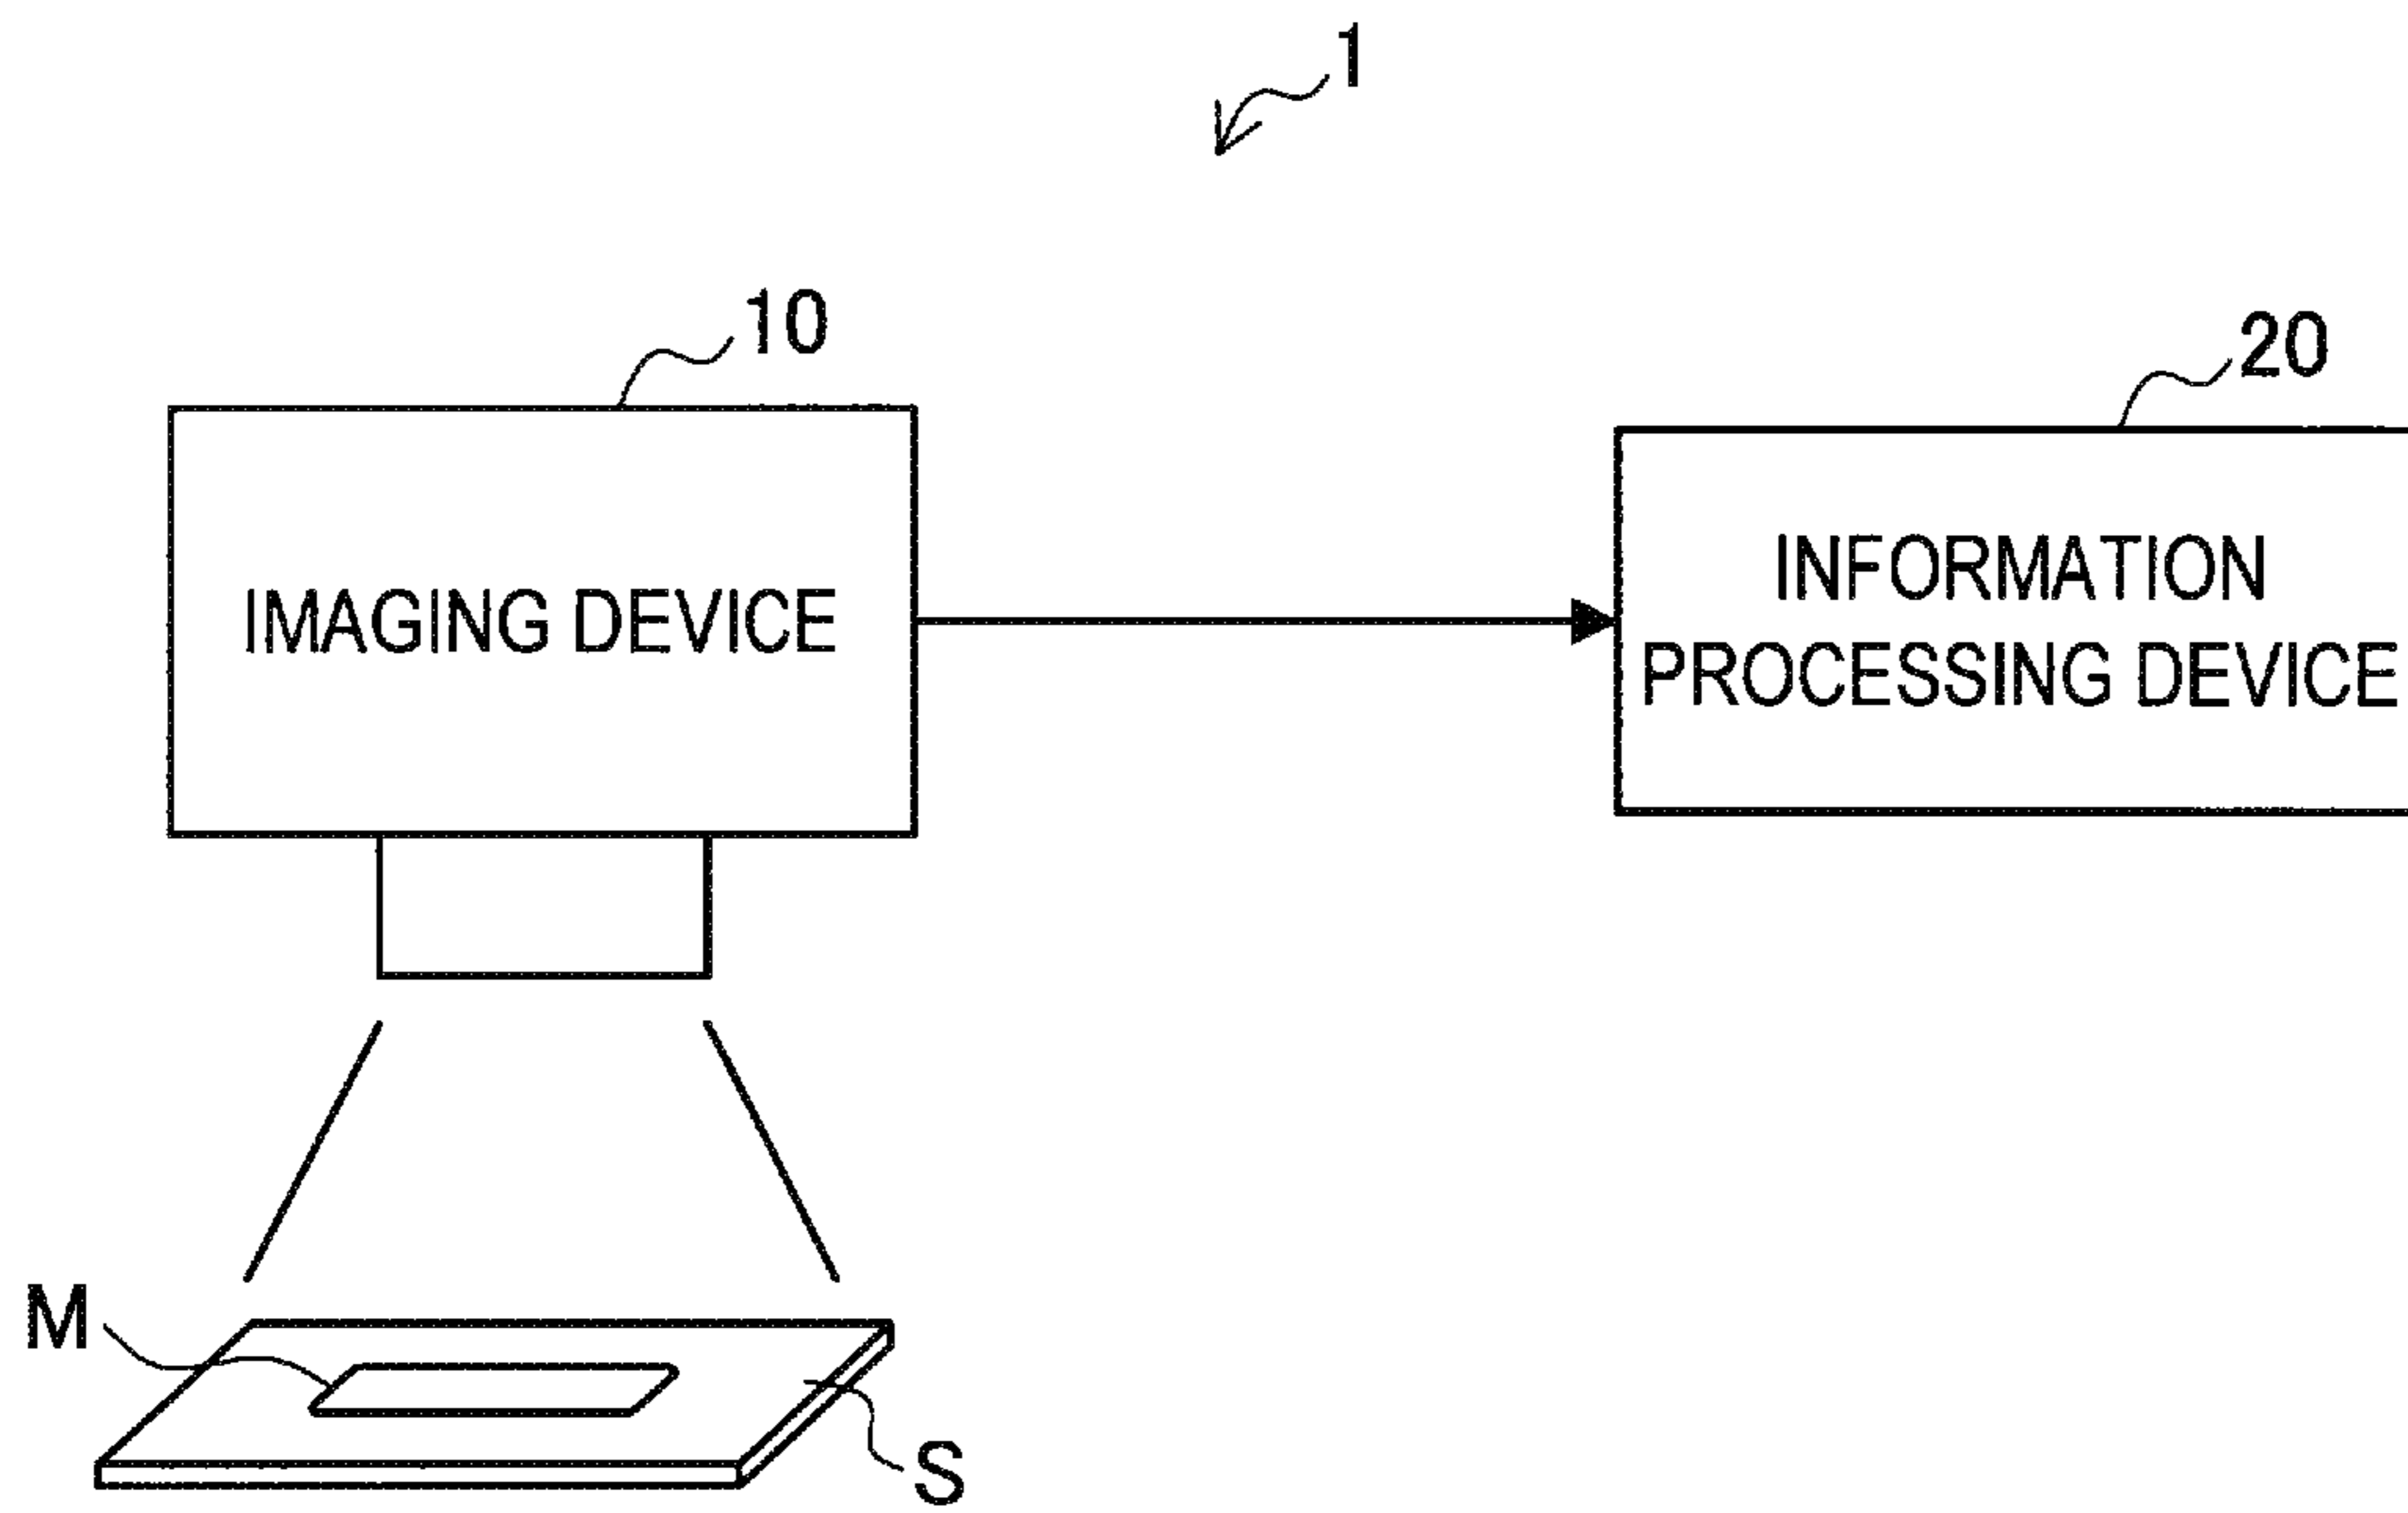 1
10
20
IMAGING DEVICE
INFORMATION
PROCESSING DEVICE
M
S